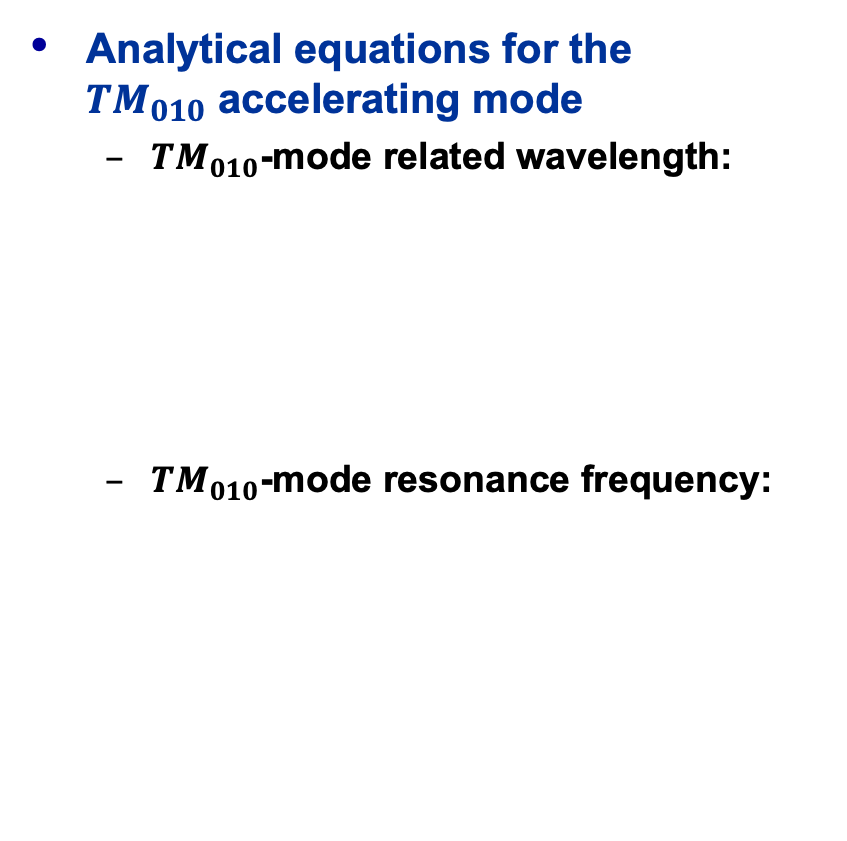 • Analytical equations for the
TM₀₁₀ accelerating mode
– TM₀₁₀-mode related wavelength:
– TM₀₁₀-mode resonance frequency: